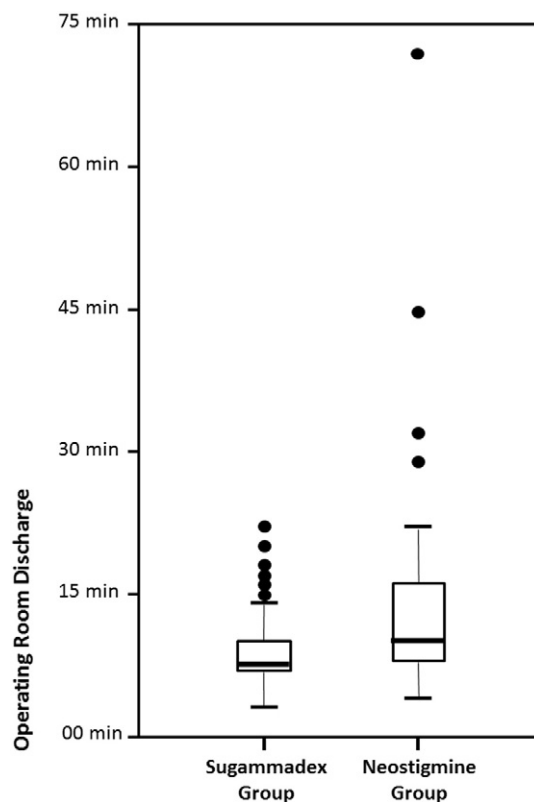 75 min
60 min
45 min
30 min
15 min
00 min
Operating Room Discharge
Sugammadex
Group
Neostigmine
Group